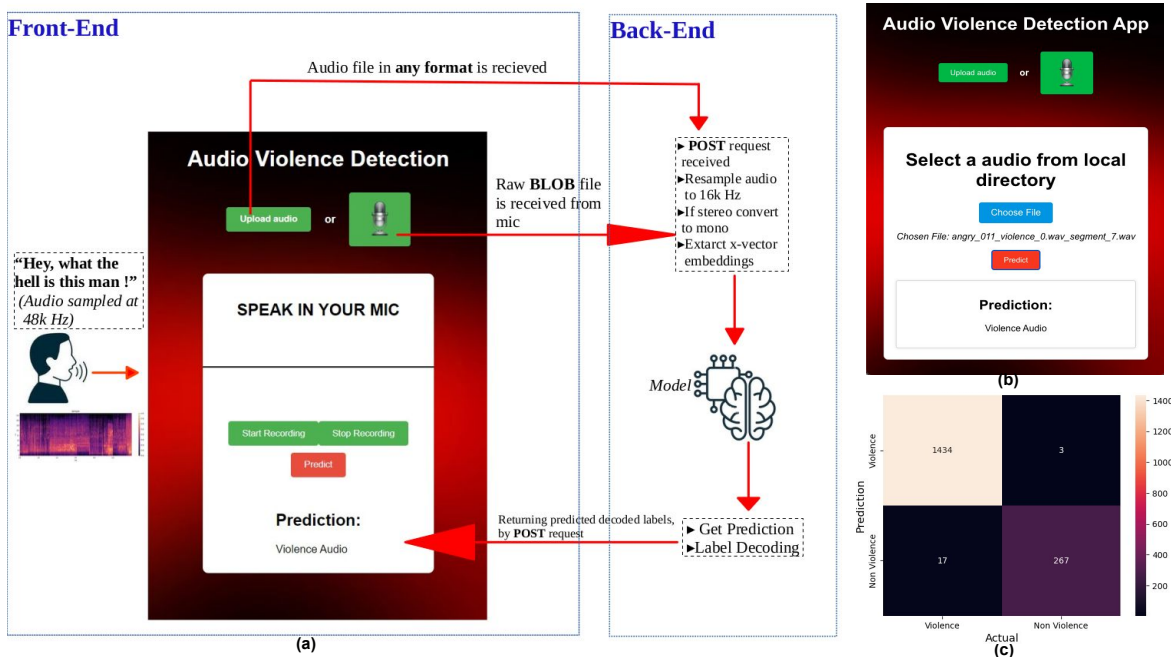 Front-End
Audio file in any format is recieved
Audio Violence Detection
Upload audio
or
Raw BLOB file
is received from
mic
“Hey, what the
hell is this man !”
(Audio sampled at
48k Hz)
SPEAK IN YOUR MIC
Start Recording
Stop Recording
Predict
Prediction:
Violence Audio
Returning predicted decoded labels,
by POST request
(a)
Back-End
►POST request
received
►Resample audio
to 16k Hz
►If stereo convert
to mono
►Extarct x-vector
embeddings
Model
► Get Prediction
►Label Decoding
Audio Violence Detection App
Upload audio
or
Select a audio from local
directory
Choose File
Chosen File: angry_011_violence_0.wav_segment_7.wav
Predict
Prediction:
Violence Audio
(b)
Prediction
Violence
Non Violence
1434
3
17
267
Violence
Non Violence
Actual
1400
1200
1000
800
600
400
200
(c)